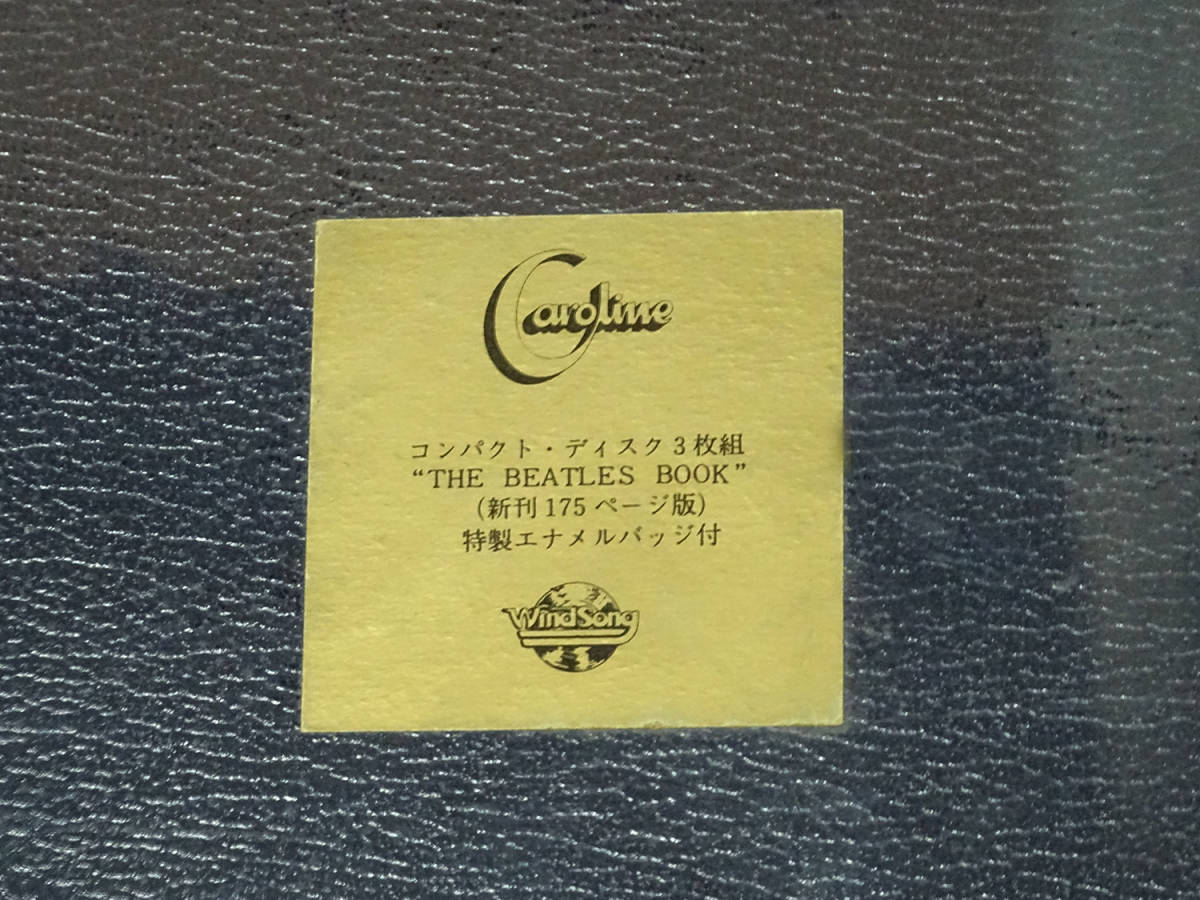 Caroline
コンパクト・ディスク3枚組
“THE BEATLES BOOK”
(新刊175ページ版)
特製エナメルバッジ付
WindSong